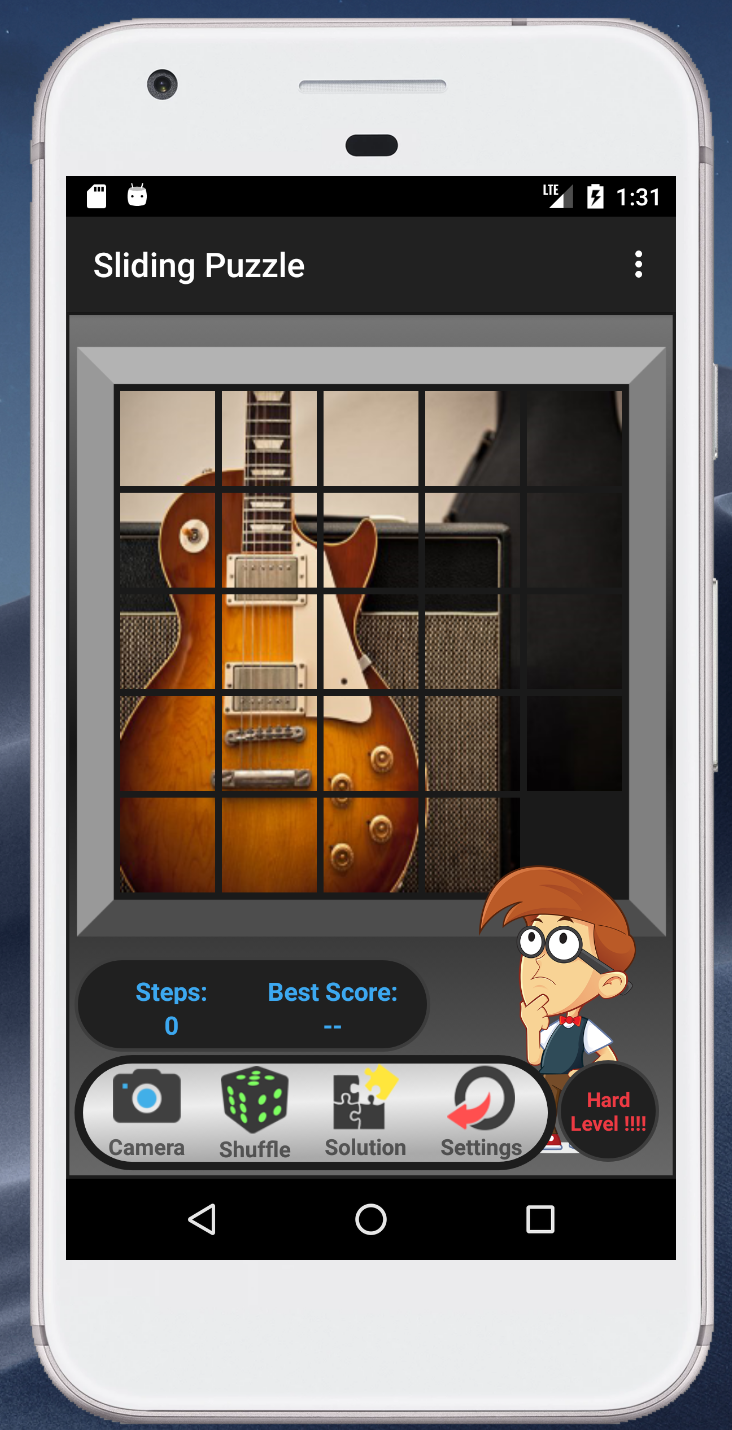 LTE 1:31
Sliding Puzzle
Steps: Best Score:
0 --
Hard
Level !!!!
Camera Shuffle Solution Settings